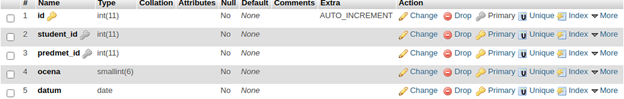 # Name Type Collation Attributes Null Default Comments Extra Action
1 id int(11) No None AUTO_INCREMENT Change Drop Primary Unique Index More
2 student_id int(11) No None Change Drop Primary Unique Index More
3 predmet_id int(11) No None Change Drop Primary Unique Index More
4 ocena smallint(6) No None Change Drop Primary Unique Index More
5 datum date No None Change Drop Primary Unique Index More